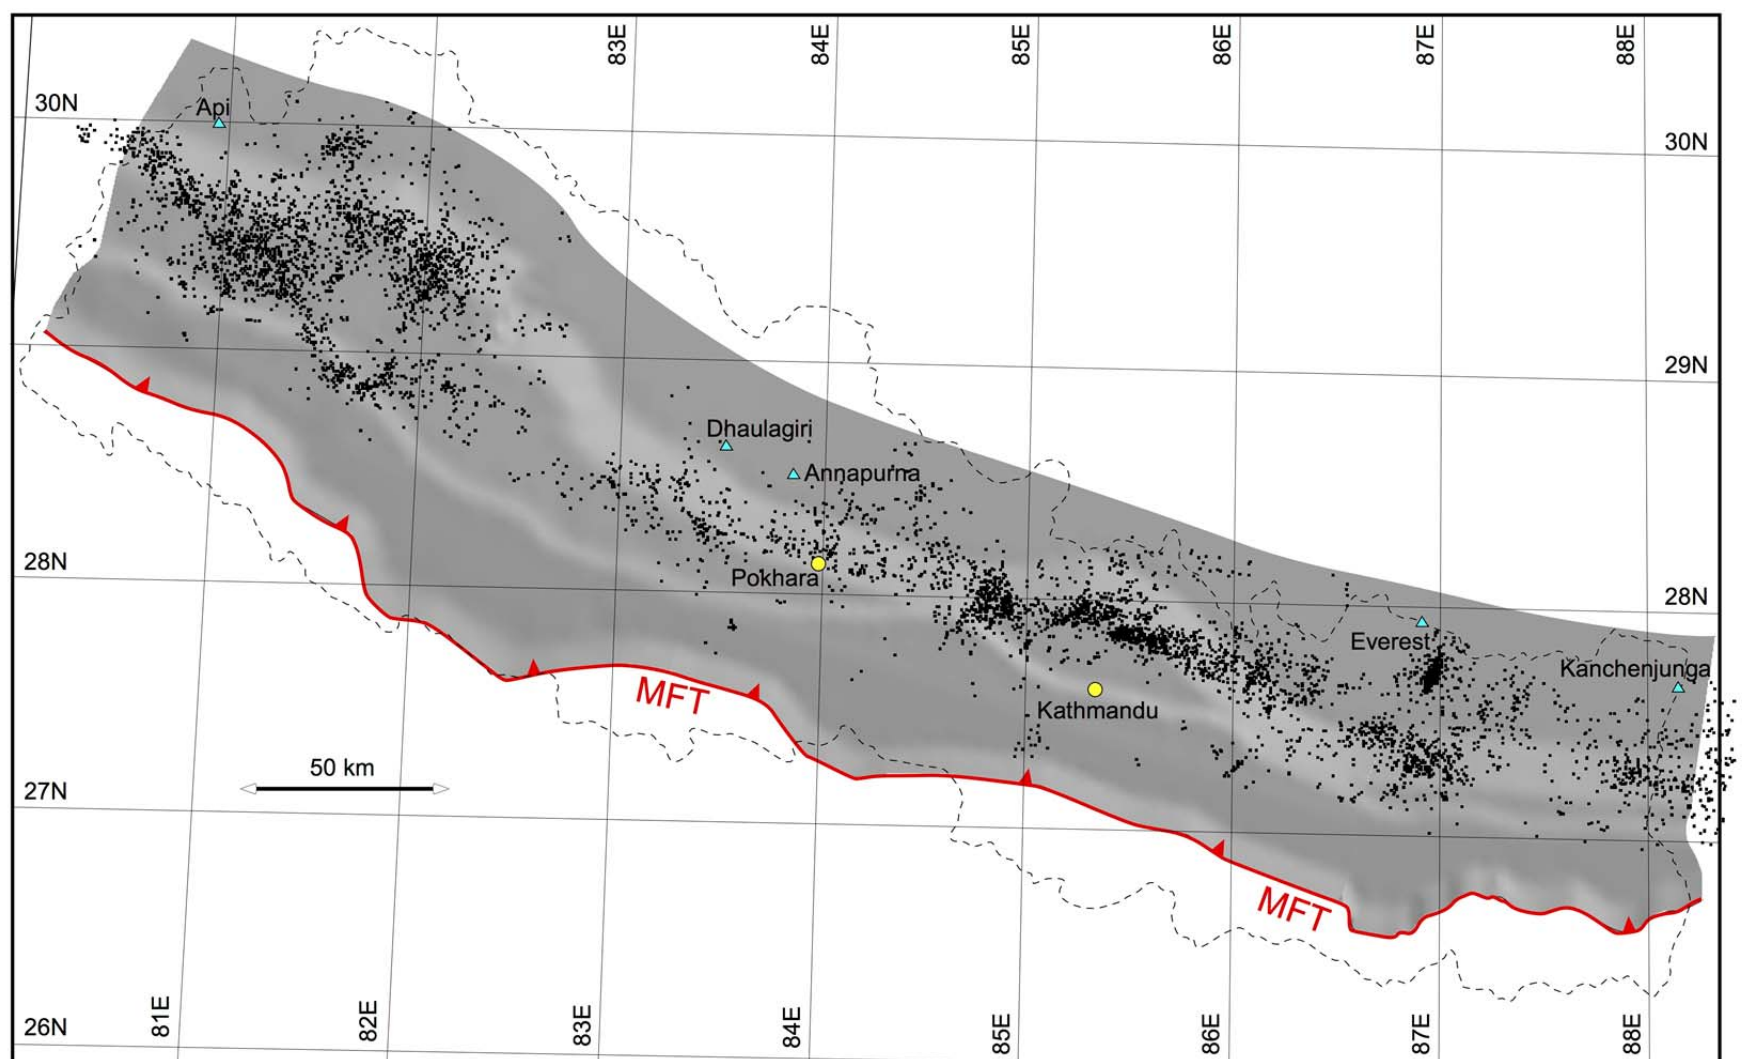 83E
84E
85E
86E
87E
88E
30N
Api
30N
29N
Dhaulagiri
Annapurna
28N
Pokhara
28N
Everest
Kanchenjunga
MFT
Kathmandu
50 km
27N
MFT
26N
81E
82E
83E
84E
85E
86E
87E
88E